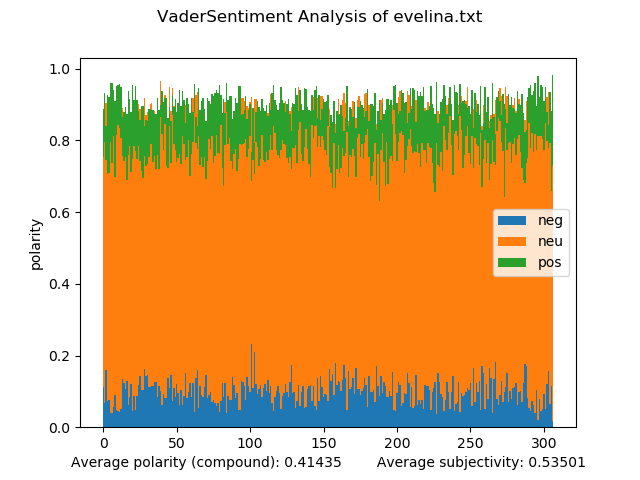 VaderSentiment Analysis of evelina.txt
1.0
0.8
0.6
0.4
0.2
0.0
polarity
neg
neu
pos
0 50 100 150 200 250 300
Average polarity (compound): 0.41435 Average subjectivity: 0.53501